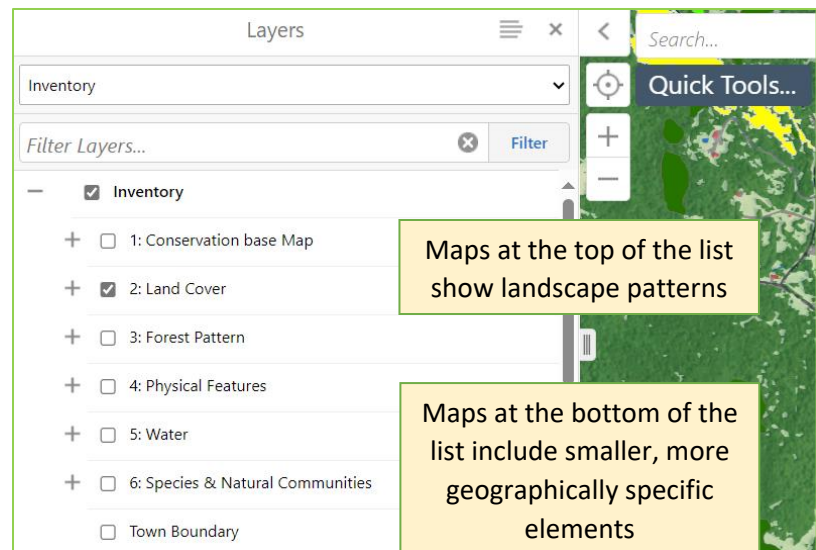 Layers
Search...
Inventory
Quick Tools...
Filter Layers...
Filter
Inventory
1: Conservation base Map
Maps at the top of the list
show landscape patterns
2: Land Cover
3: Forest Pattern
4: Physical Features
Maps at the bottom of the
list include smaller, more
geographically specific
elements
5: Water
6: Species & Natural Communities
Town Boundary